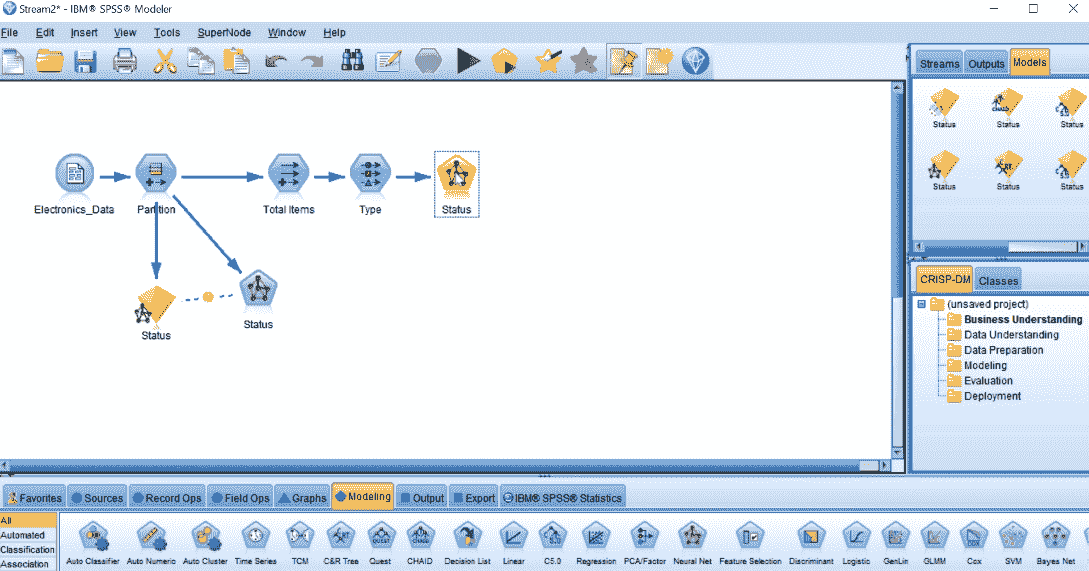 Stream2* - IBM® SPSS® Modeler
File Edit Insert View Tools SuperNode Window Help
Streams Outputs Models
Status Status Status
Status Status Status
Electronics_Data Partition Total Items Type Status
Status Status
CRISP-DM Classes
(unsaved project)
Business Understanding
Data Understanding
Data Preparation
Modeling
Evaluation
Deployment
Favorites Sources Record Ops Field Ops Graphs Modeling Output Export IBM® SPSS® Statistics
All
Automated
Classification
Association
Auto Classifier Auto Numeric Auto Cluster Time Series TCM C&R Tree Quest CHAID Decision List Linear C5.0 Regression PCA/Factor Neural Net Feature Selection Discriminant Logistic GenLin GLMM Cox SVM Bayes Net